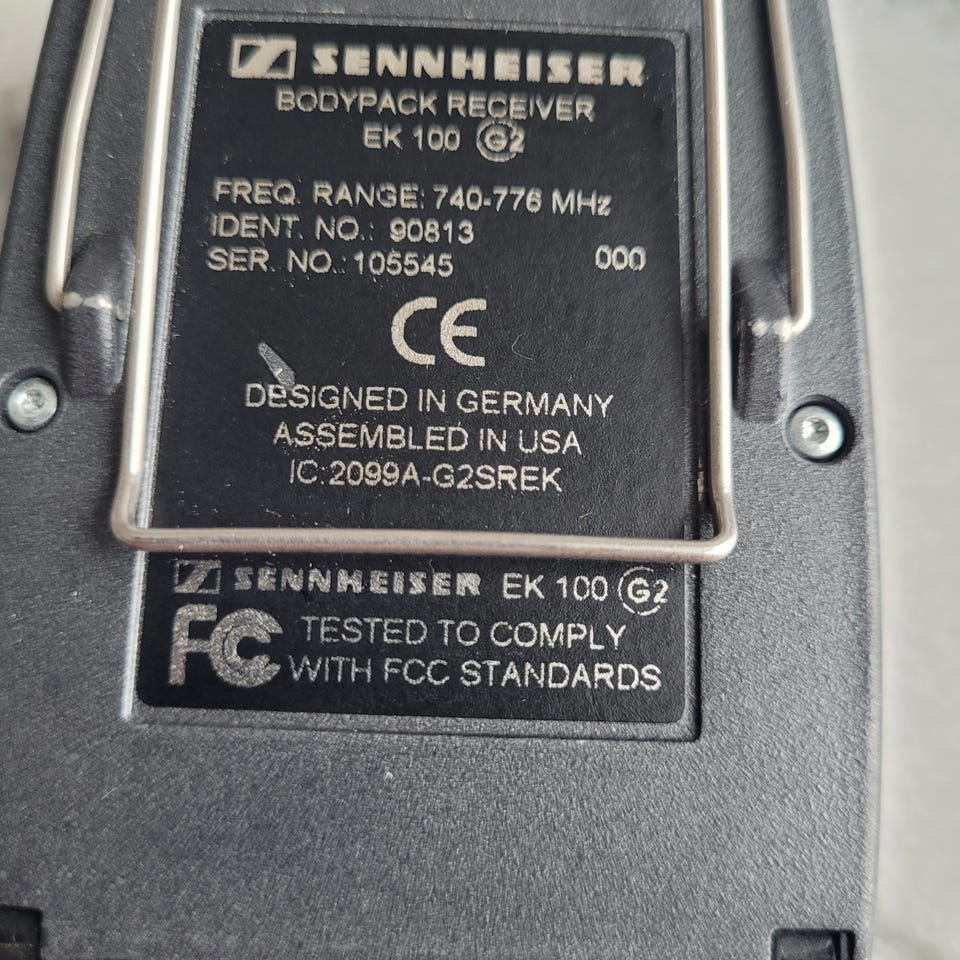 SENNHEISER
BODYPACK RECEIVER
EK 100 G2
FREQ. RANGE: 740-776 MHz
IDENT. NO.: 90813
SER. NO.: 105545 000
CE
DESIGNED IN GERMANY
ASSEMBLED IN USA
IC:2099A-G2SREK
SENNHEISER EK 100 G2
FC TESTED TO COMPLY
WITH FCC STANDARDS